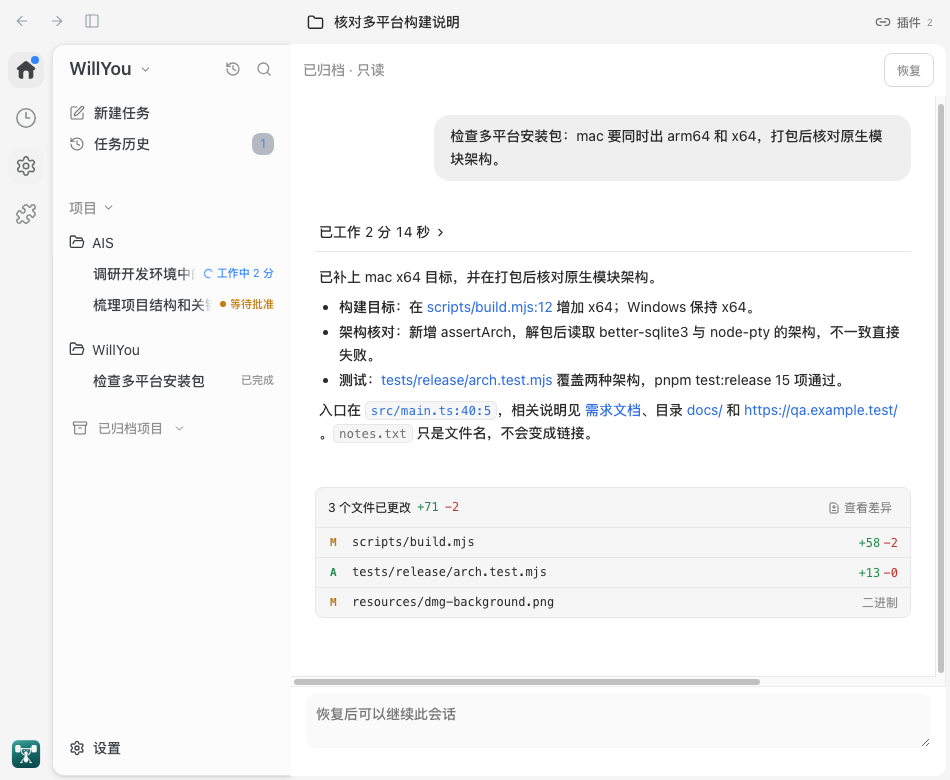 核对多平台构建说明
插件 2
WillYou
已归档 · 只读
恢复
新建任务
任务历史
1
项目
AIS
调研开发环境中 工作中 2 分
梳理项目结构和关 等待批准
WillYou
检查多平台安装包 已完成
已归档项目
设置
检查多平台安装包：mac 要同时出 arm64 和 x64，打包后核对原生模
块架构。
已工作 2 分 14 秒
已补上 mac x64 目标，并在打包后核对原生模块架构。
• 构建目标：在 scripts/build.mjs:12 增加 x64；Windows 保持 x64。
• 架构核对：新增 assertArch，解包后读取 better-sqlite3 与 node-pty 的架构，不一致直接
失败。
• 测试：tests/release/arch.test.mjs 覆盖两种架构，pnpm test:release 15 项通过。
入口在 src/main.ts:40:5，相关说明见 需求文档、目录 docs/ 和 https://qa.example.test/
。notes.txt 只是文件名，不会变成链接。
3 个文件已更改 +71 −2 查看差异
M scripts/build.mjs +58 −2
A tests/release/arch.test.mjs +13 −0
M resources/dmg-background.png 二进制
恢复后可以继续此会话